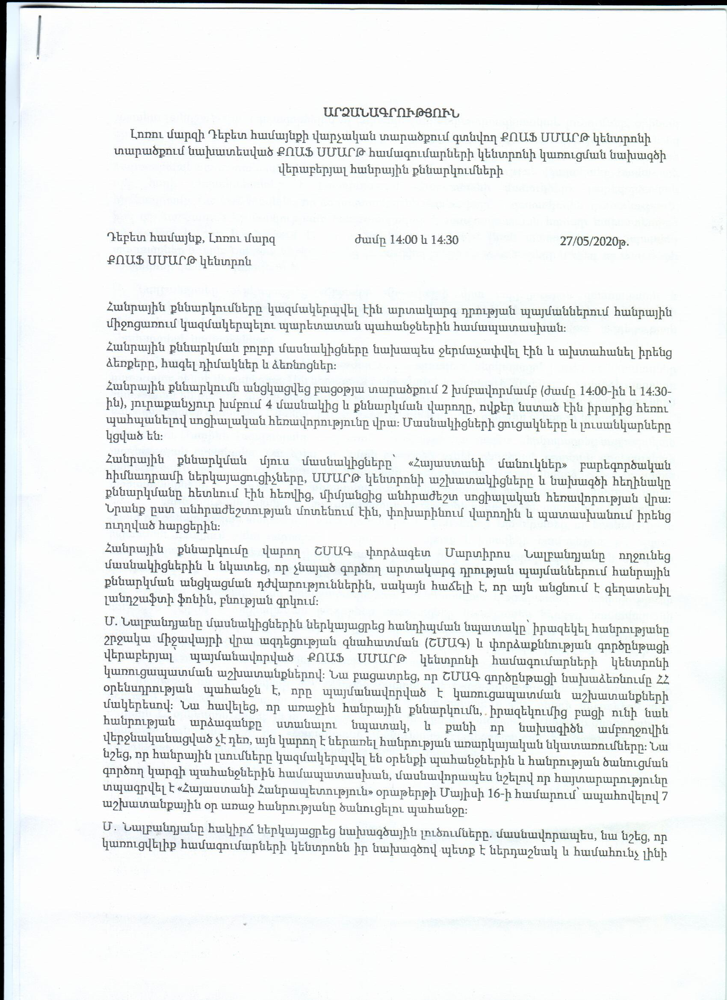 ԱՐՁԱՆԱԳՐՈՒԹՅՈՒՆ
Լոռու մարզի Դեբետ համայնքի վարչական տարածքում գտնվող ՔՈԱՖ ՍՄԱՐԹ կենտրոնի
տարածքում նախատեսված ՔՈԱՖ ՍՄԱՐԹ համագումարների կենտրոնի կառուցման նախագծի
վերաբերյալ հանրային քննարկումների
Դեբետ համայնք, Լոռու մարզ ժամը 14:00 և 14:30 27/05/2020թ.
ՔՈԱՖ ՍՄԱՐԹ կենտրոն
Հանրային քննարկումները կազմակերպվել էին արտակարգ դրության պայմաններում հանրային
միջոցառում կազմակերպելու պարետատան պահանջներին համապատասխան:
Հանրային քննարկման բոլոր մասնակիցները նախապես ջերմաչափվել էին և ախտահանել իրենց
ձեռքերը, հագել դիմակներ և ձեռնոցներ:
Հանրային քննարկումն անցկացվեց բացօթյա տարածքում 2 խմբավորմամբ (ժամը 14:00-ին և 14:30-
ին), յուրաքանչյուր խմբում 4 մասնակից և քննարկման վարողը, ովքեր նստած էին իրարից հեռու՝
պահպանելով սոցիալական հեռավորությունը վրա: Մասնակիցների ցուցակները և լուսանկարները
կցված են:
Հանրային քննարկման մյուս մասնակիցները՝ «Հայաստանի մանուկներ» բարեգործական
հիմնադրամի ներկայացուցիչները, ՍՄԱՐԹ կենտրոնի աշխատակիցները և նախագծի հեղինակը
քննարկմանը հետևում էին հեռվից, միմյանցից անհրաժեշտ սոցիալական հեռավորության վրա:
Նրանք ըստ անհրաժեշտության մոտենում էին, փոխարինում վարողին և պատասխանում իրենց
ուղղված հարցերին:
Հանրային քննարկումը վարող ՇՄԱԳ փորձագետ Մարտիրոս Նալբանդյանը ողջունեց
մասնակիցներին և նկատեց, որ չնայած գործող արտակարգ դրության պայմաններում հանրային
քննարկման անցկացման դժվարություններին, սակայն հաճելի է, որ այն անցնում է գեղատեսիլ
լանդշաֆտի ֆոնին, բնության գրկում:
Մ. Նալբանդյանը մասնակիցներին ներկայացրեց հանդիպման նպատակը՝ իրազեկել հանրությանը
շրջակա միջավայրի վրա ազդեցության գնահատման (ՇՄԱԳ) և փորձաքննության գործընթացի
վերաբերյալ՝ պայմանավորված ՔՈԱՖ ՍՄԱՐԹ կենտրոնի համագումարների կենտրոնի
կառուցապատման աշխատանքներով: Նա բացատրեց, որ ՇՄԱԳ գործընթացի նախաձեռնումը ՀՀ
օրենսդրության պահանջն է, որը պայմանավորված է կառուցապատման աշխատանքների
մակերեսով: Նա հավելեց, որ առաջին հանրային քննարկումն, իրազեկումից բացի ունի նաև
հանրության արձագանքը ստանալու նպատակ, և քանի որ նախագիծն ամբողջովին
վերջնականացված չէ դեռ, այն կարող է ներառել հանրության առարկայական նկատառումները: Նա
նշեց, որ հանրային լսումները կազմակերպվել են օրենքի պահանջներին և հանրության ծանուցման
գործող կարգի պահանջներին համապատասխան, մասնավորապես նշելով որ հայտարարությունը
տպագրվել է «Հայաստանի Հանրապետություն» օրաթերթի Մայիսի 16-ի համարում՝ ապահովելով 7
աշխատանքային օր առաջ հանրությանը ծանուցելու պահանջը:
Մ. Նալբանդյանը հակիրճ ներկայացրեց նախագծային լուծումները. մասնավորապես, նա նշեց, որ
կառուցվելիք համագումարների կենտրոնն իր նախագծով պետք է ներդաշնակ և համահունչ լինի